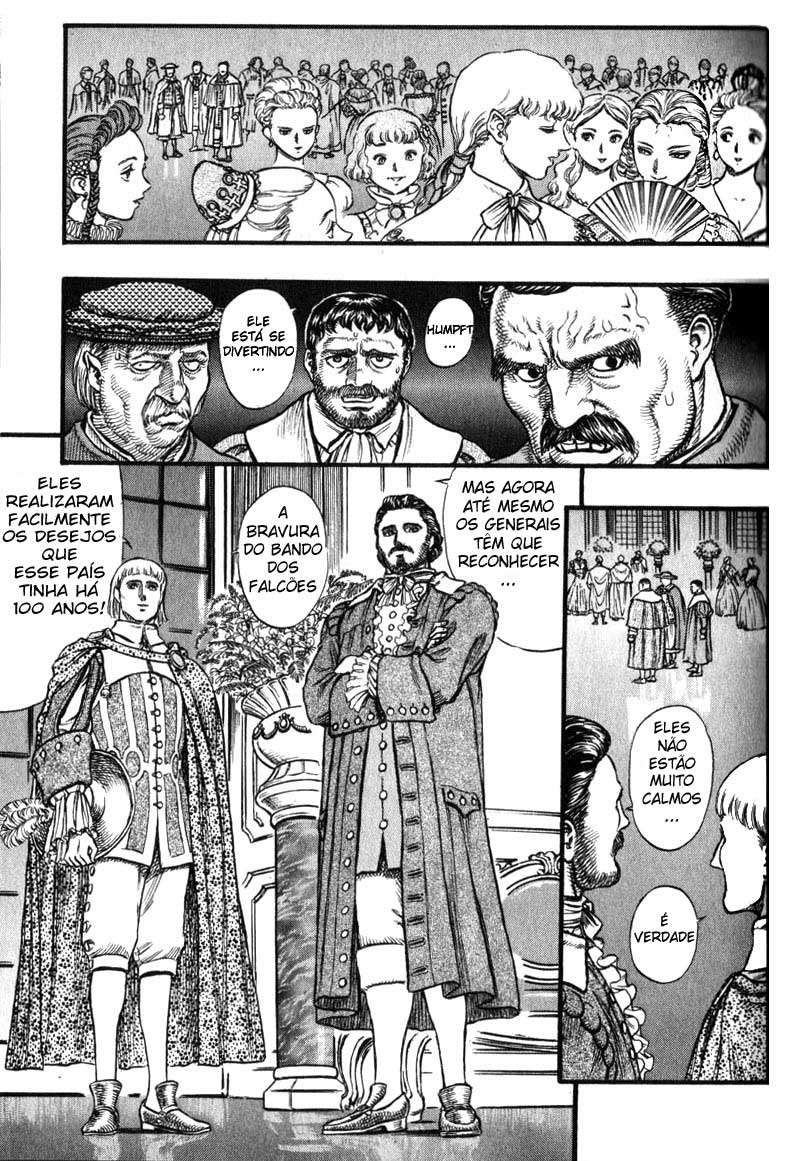 HUMPFT
...
ELE
ESTÁ SE
DIVERTINDO
...
ELES
NÃO
ESTÃO
MUITO
CALMOS
...
É
VERDADE
MAS AGORA
ATÉ MESMO
OS GENERAIS
TÊM QUE
RECONHECER
...
A
BRAVURA
DO BANDO
DOS
FALCÕES
ELES
REALIZARAM
FACILMENTE
OS DESEJOS
QUE
ESSE PAÍS
TINHA HÁ
100 ANOS!